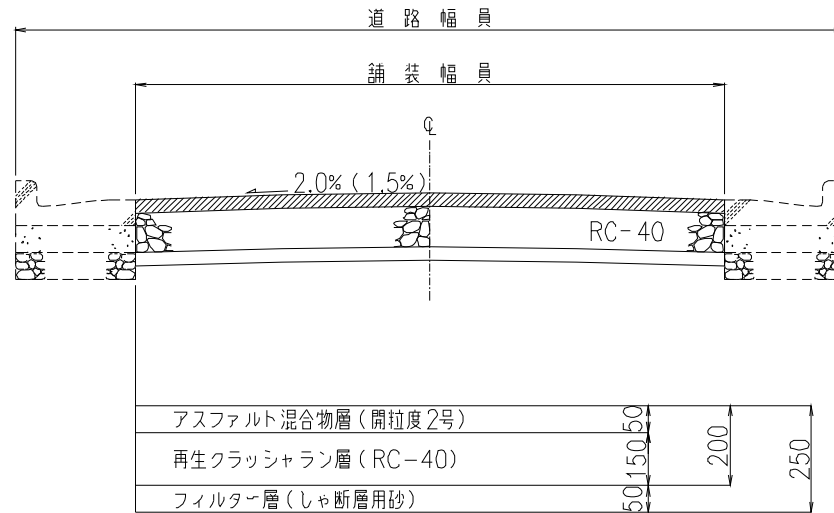 道路幅員
舗装幅員
℄
2.0%(1.5%)
RC-40
アスファルト混合物層(開粒度2号)
50
再生クラッシャラン層(RC-40)
150
200
250
フィルター層(しゃ断層用砂)
50